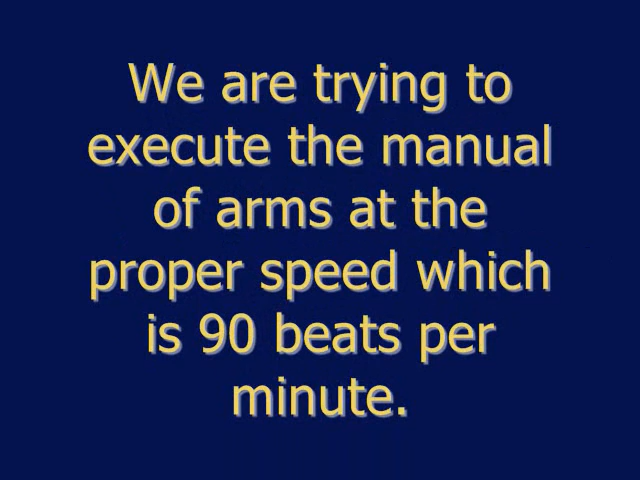 We are trying to
execute the manual
of arms at the
proper speed which
is 90 beats per
minute.